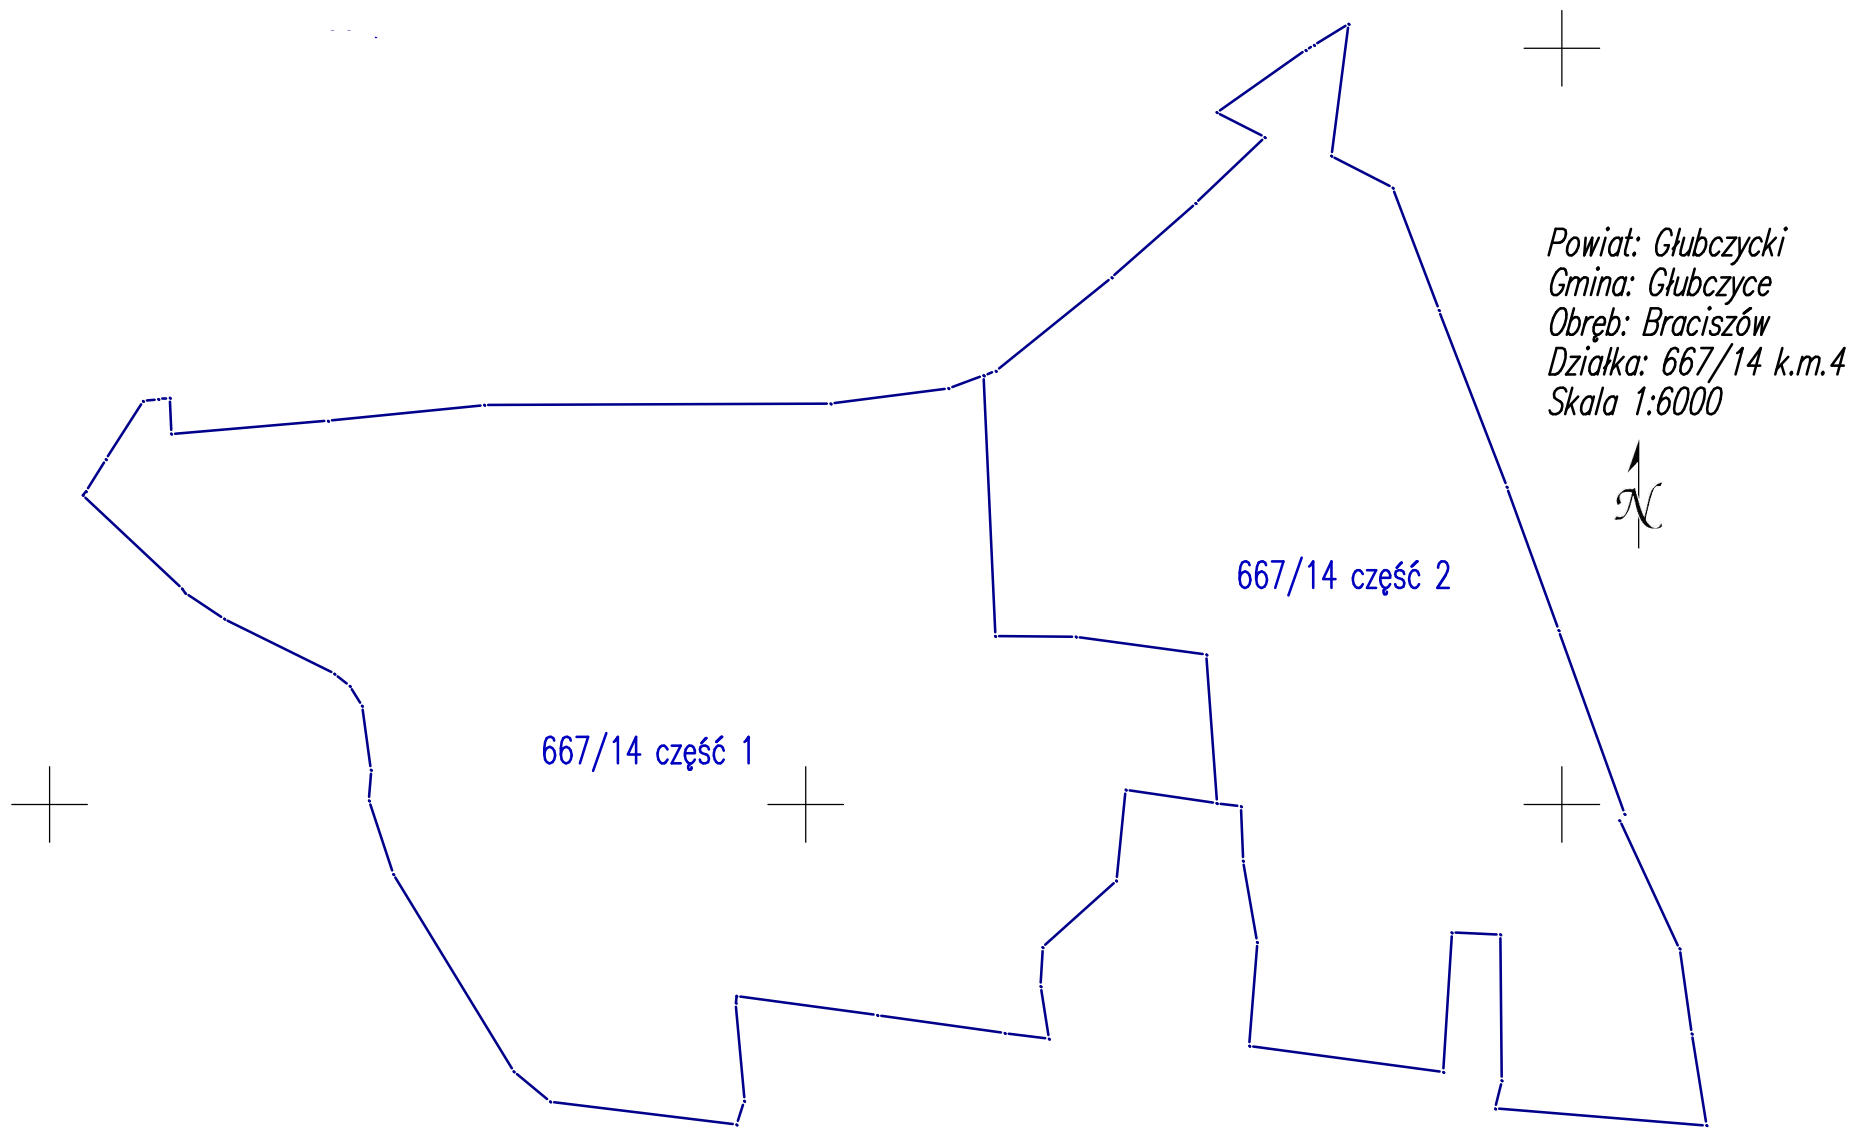 Powiat: Głubczycki
Gmina: Głubczyce
Obręb: Braciszów
Działka: 667/14 k.m.4
Skala 1:6000
N
667/14 część 2
667/14 część 1